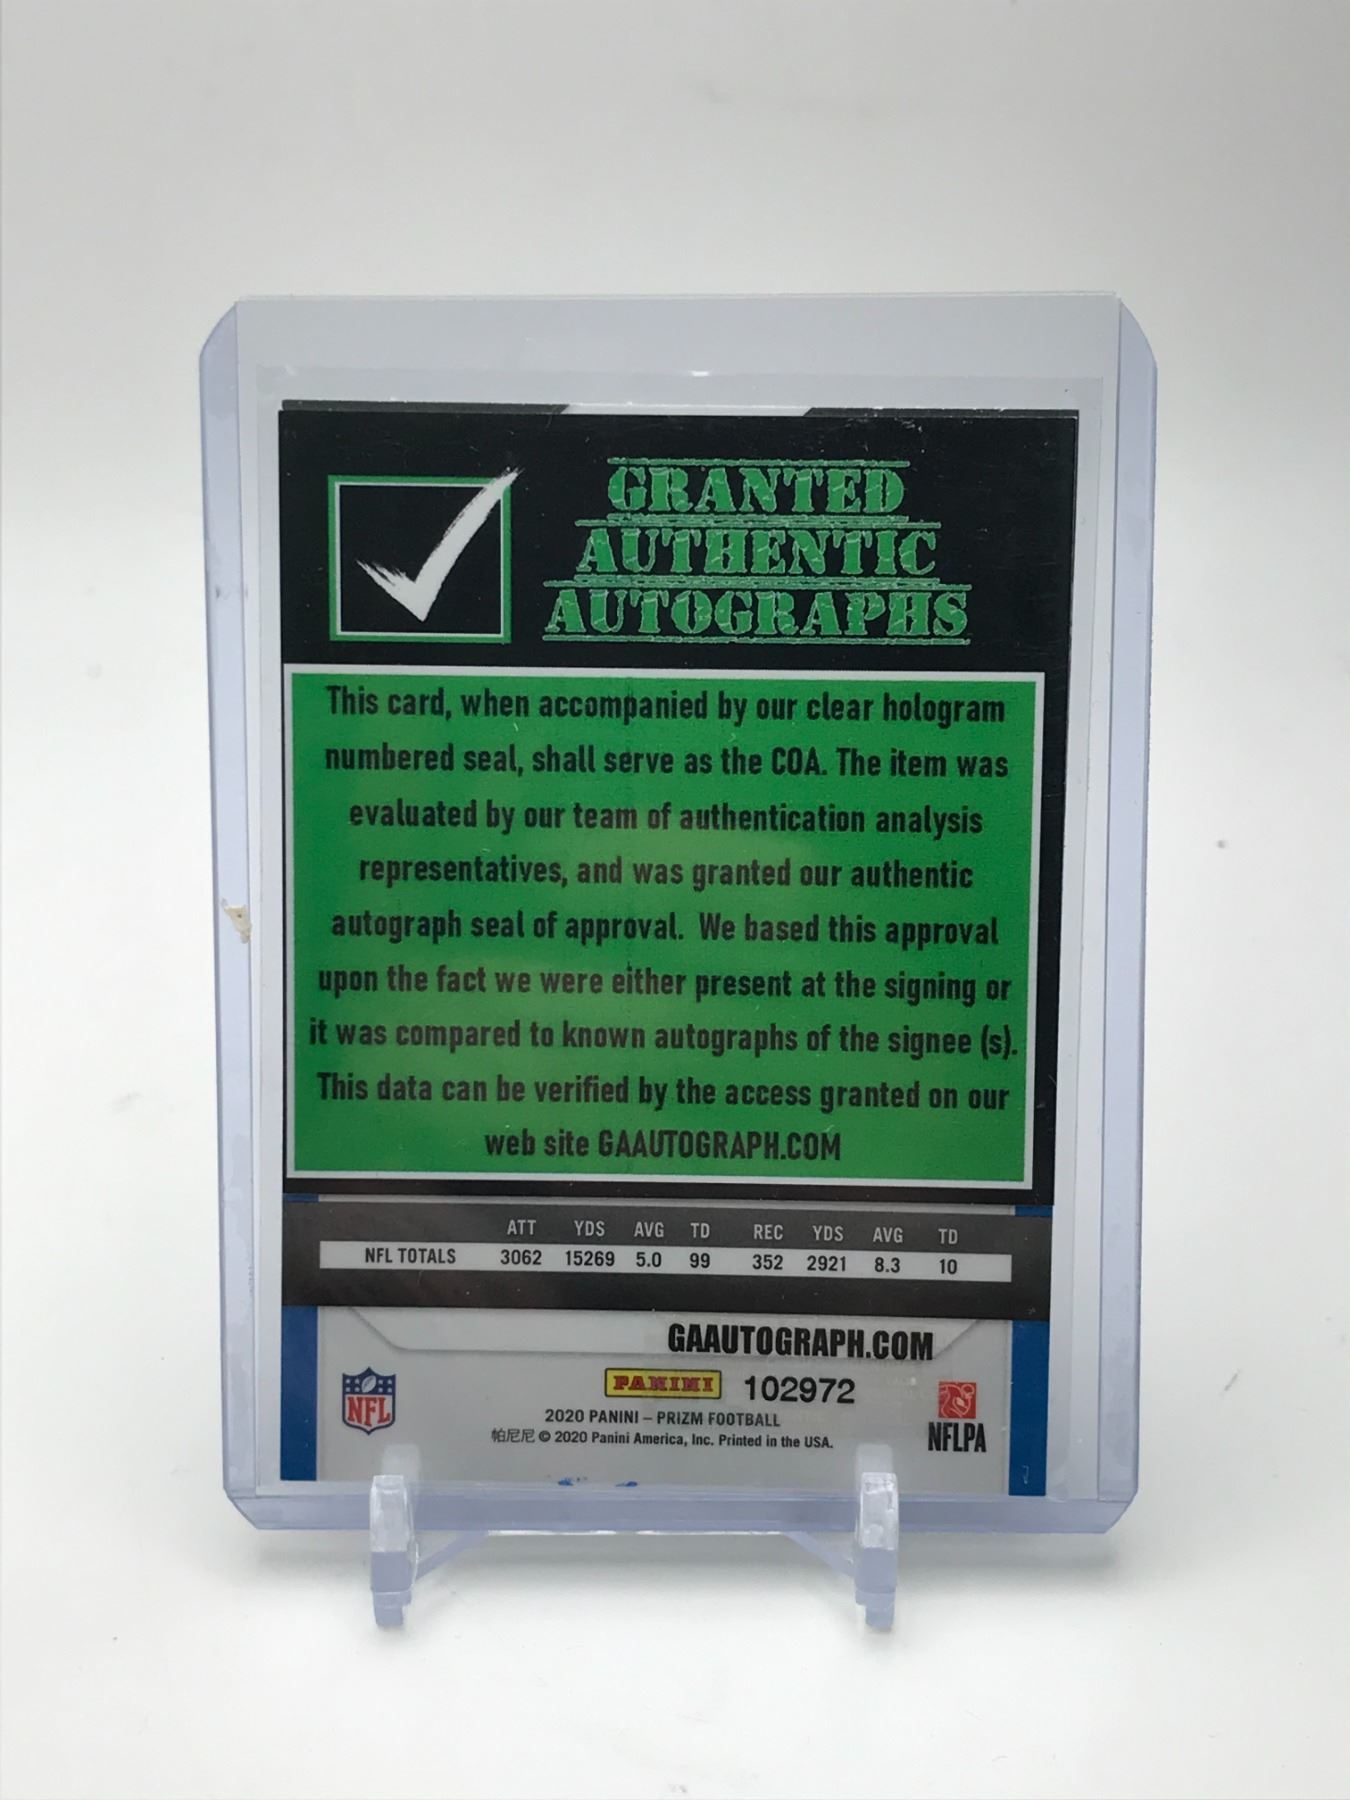 GRANTED
AUTHENTIC
AUTOGRAPHS
This card, when accompanied by our clear hologram
numbered seal, shall serve as the COA. The item was
evaluated by our team of authentication analysis
representatives, and was granted our authentic
autograph seal of approval. We based this approval
upon the fact we were either present at the signing or
it was compared to known autographs of the signee (s).
This data can be verified by the access granted on our
web site GAAUTOGRAPH.COM
ATT YDS AVG TD REC YDS AVG TD
NFL TOTALS 3062 15269 5.0 99 352 2921 8.3 10
GAAUTOGRAPH.COM
PANINI 102972
NFL
2020 PANINI – PRIZM FOOTBALL
帕尼尼 © 2020 Panini America, Inc. Printed in the USA.
NFLPA